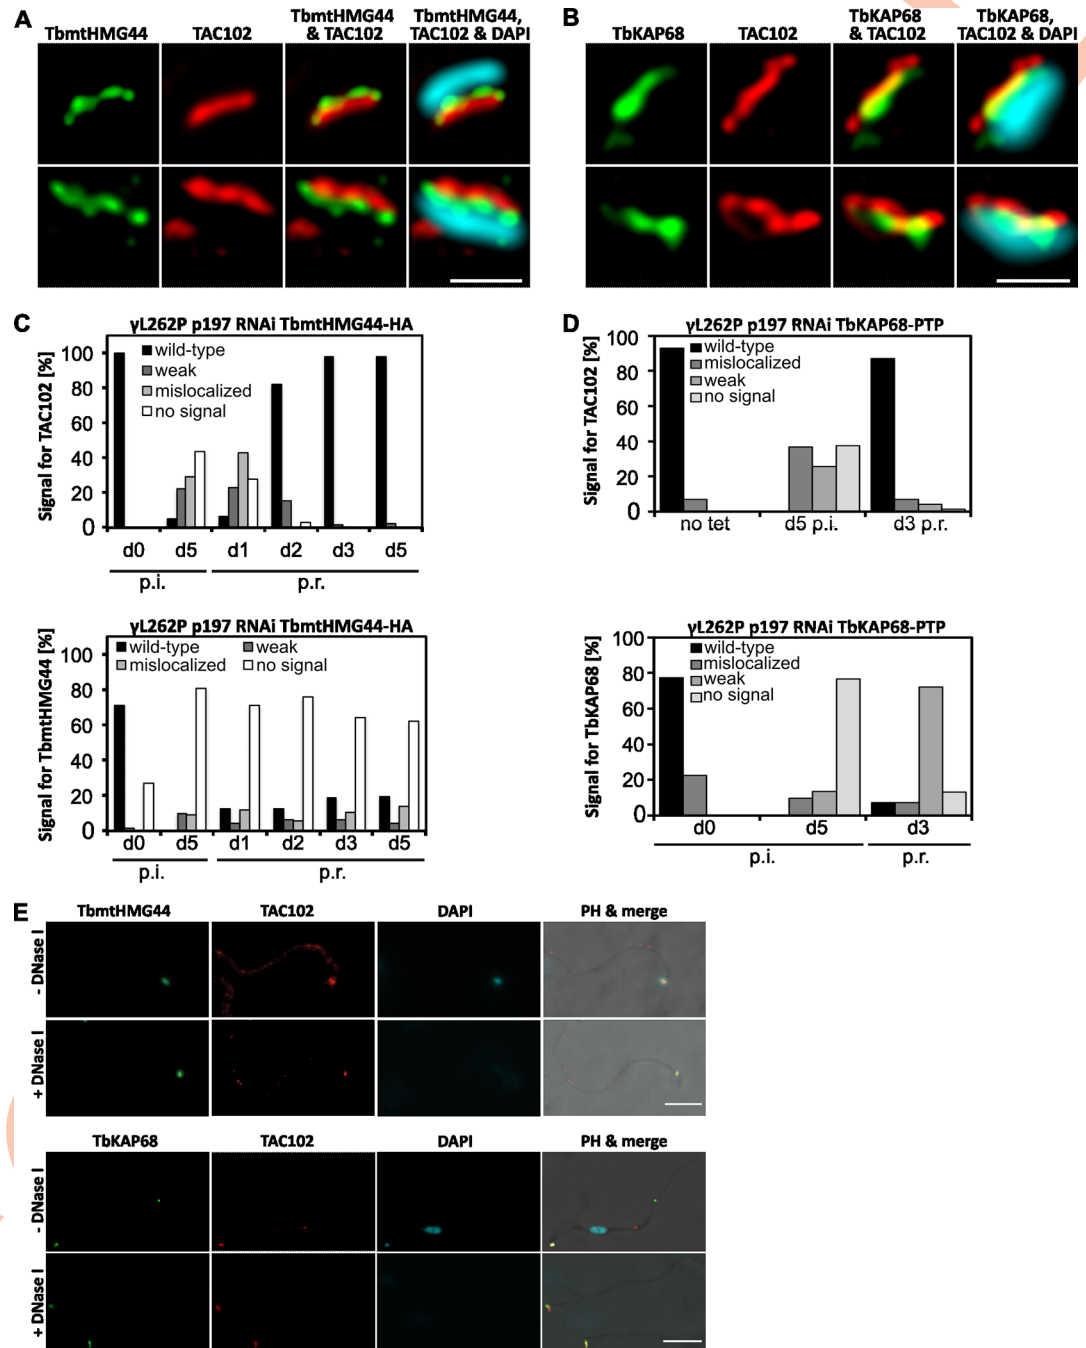 A
TbmtHMG44
TAC102
TbmtHMG44
& TAC102
TbmtHMG44,
TAC102 & DAPI
B
TbKAP68
TAC102
TbKAP68
& TAC102
TbKAP68,
TAC102 & DAPI
C
γL262P p197 RNAi TbmtHMG44-HA
Signal for TAC102 [%]
100
80
60
40
20
0
wild-type
weak
mislocalized
no signal
d0 d5 d1 d2 d3 d5
p.i. p.r.
D
γL262P p197 RNAi TbKAP68-PTP
Signal for TAC102 [%]
100
80
60
40
20
0
wild-type
mislocalized
weak
no signal
no tet d5 p.i. d3 p.r.
γL262P p197 RNAi TbmtHMG44-HA
Signal for TbmtHMG44 [%]
100
80
60
40
20
0
wild-type weak
mislocalized no signal
d0 d5 d1 d2 d3 d5
p.i. p.r.
γL262P p197 RNAi TbKAP68-PTP
Signal for TbKAP68 [%]
100
80
60
40
20
0
wild-type
mislocalized
weak
no signal
d0 d5 d3
p.i. p.r.
E
TbmtHMG44 TAC102 DAPI PH & merge
- DNase I
+ DNase I
TbKAP68 TAC102 DAPI PH & merge
- DNase I
+ DNase I